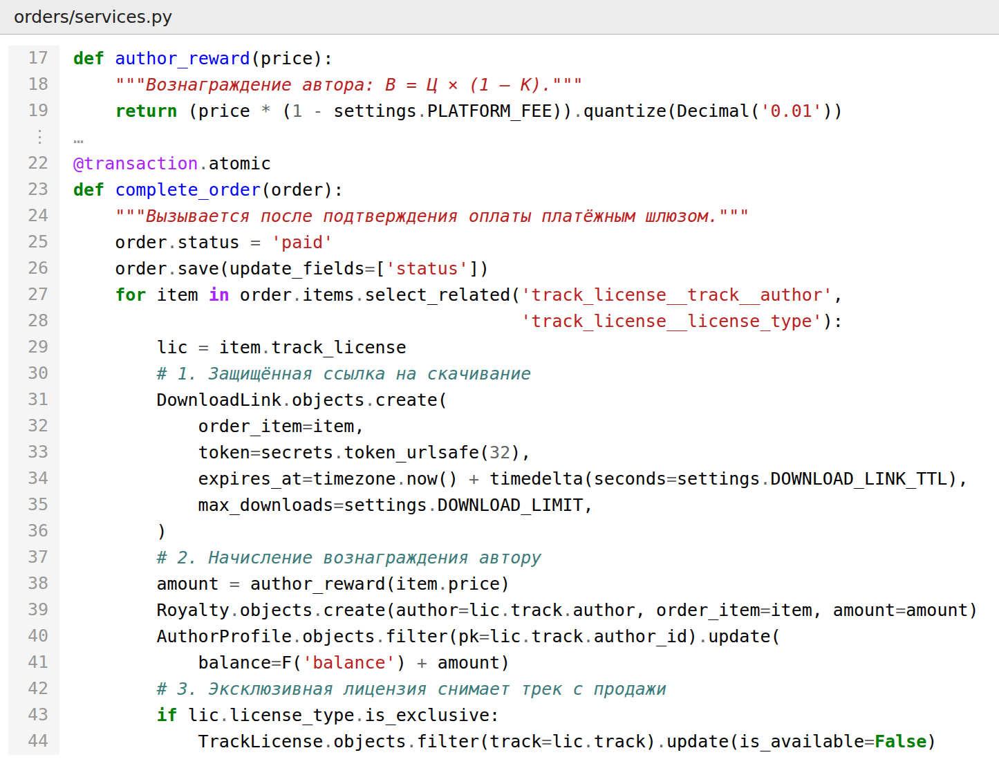 orders/services.py
17 def author_reward(price):
18     """Вознаграждение автора: В = Ц × (1 – К)."""
19     return (price * (1 - settings.PLATFORM_FEE)).quantize(Decimal('0.01'))
⋮ …
22 @transaction.atomic
23 def complete_order(order):
24     """Вызывается после подтверждения оплаты платёжным шлюзом."""
25     order.status = 'paid'
26     order.save(update_fields=['status'])
27     for item in order.items.select_related('track_license__track__author',
28                                            'track_license__license_type'):
29         lic = item.track_license
30         # 1. Защищённая ссылка на скачивание
31         DownloadLink.objects.create(
32             order_item=item,
33             token=secrets.token_urlsafe(32),
34             expires_at=timezone.now() + timedelta(seconds=settings.DOWNLOAD_LINK_TTL),
35             max_downloads=settings.DOWNLOAD_LIMIT,
36         )
37         # 2. Начисление вознаграждения автору
38         amount = author_reward(item.price)
39         Royalty.objects.create(author=lic.track.author, order_item=item, amount=amount)
40         AuthorProfile.objects.filter(pk=lic.track.author_id).update(
41             balance=F('balance') + amount)
42         # 3. Эксклюзивная лицензия снимает трек с продажи
43         if lic.license_type.is_exclusive:
44             TrackLicense.objects.filter(track=lic.track).update(is_available=False)